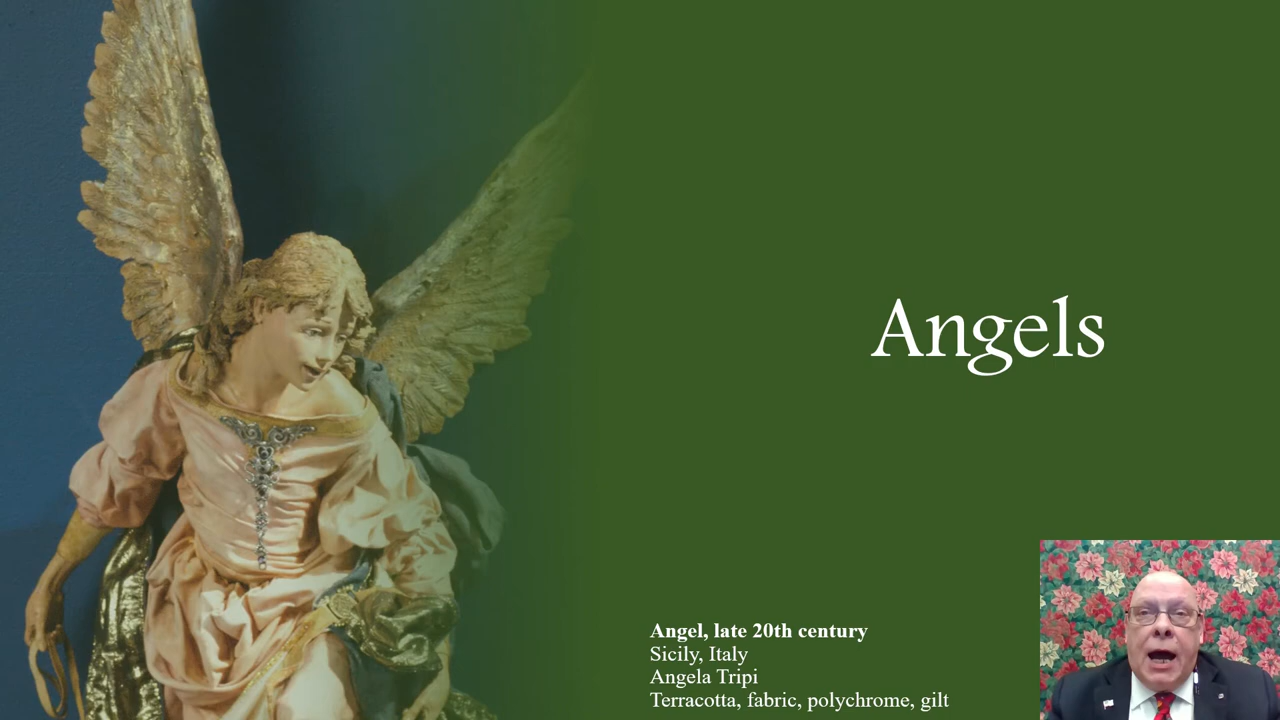 Angels
Angel, late 20th century
Sicily, Italy
Angela Tripi
Terracotta, fabric, polychrome, gilt